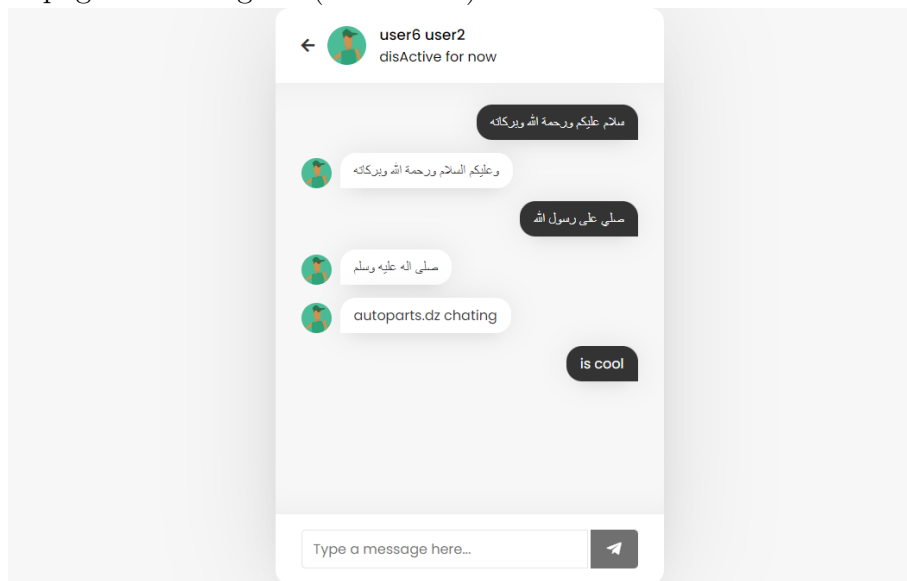 user6 user2
disActive for now
سلام عليكم ورحمة الله وبركاته
وعليكم السلام ورحمة الله وبركاته
صلي على رسول الله
صلى اله عليه وسلم
autoparts.dz chating
is cool
Type a message here...